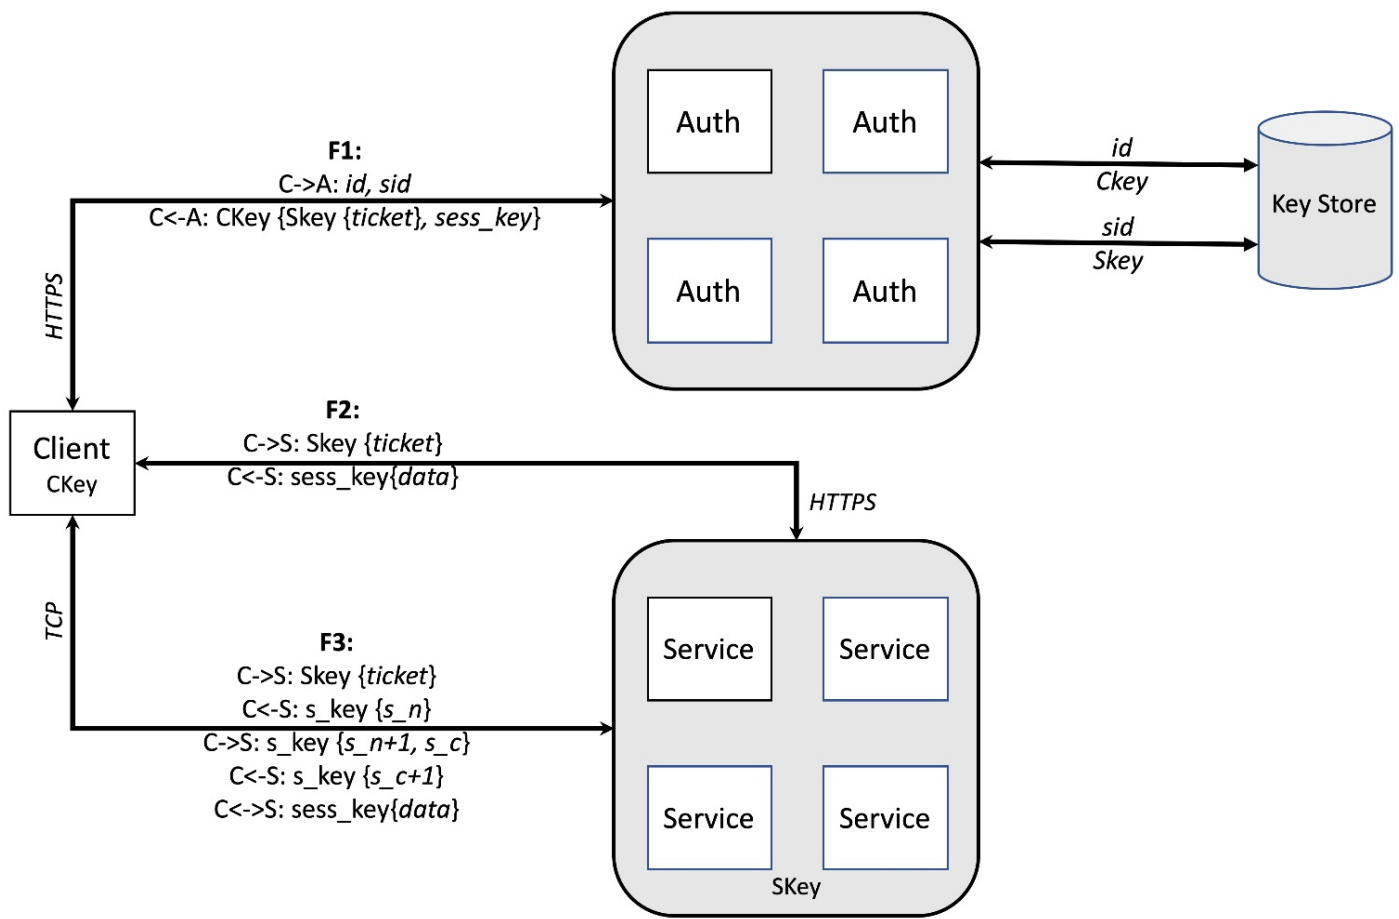 Auth
Auth
Auth
Auth
id
Ckey
sid
Skey
Key Store
F1:
C->A: id, sid
C<-A: CKey {Skey {ticket}, sess_key}
HTTPS
Client
CKey
F2:
C->S: Skey {ticket}
C<-S: sess_key{data}
HTTPS
TCP
F3:
C->S: Skey {ticket}
C<-S: s_key {s_n}
C->S: s_key {s_n+1, s_c}
C<-S: s_key {s_c+1}
C<->S: sess_key{data}
Service
Service
Service
Service
SKey